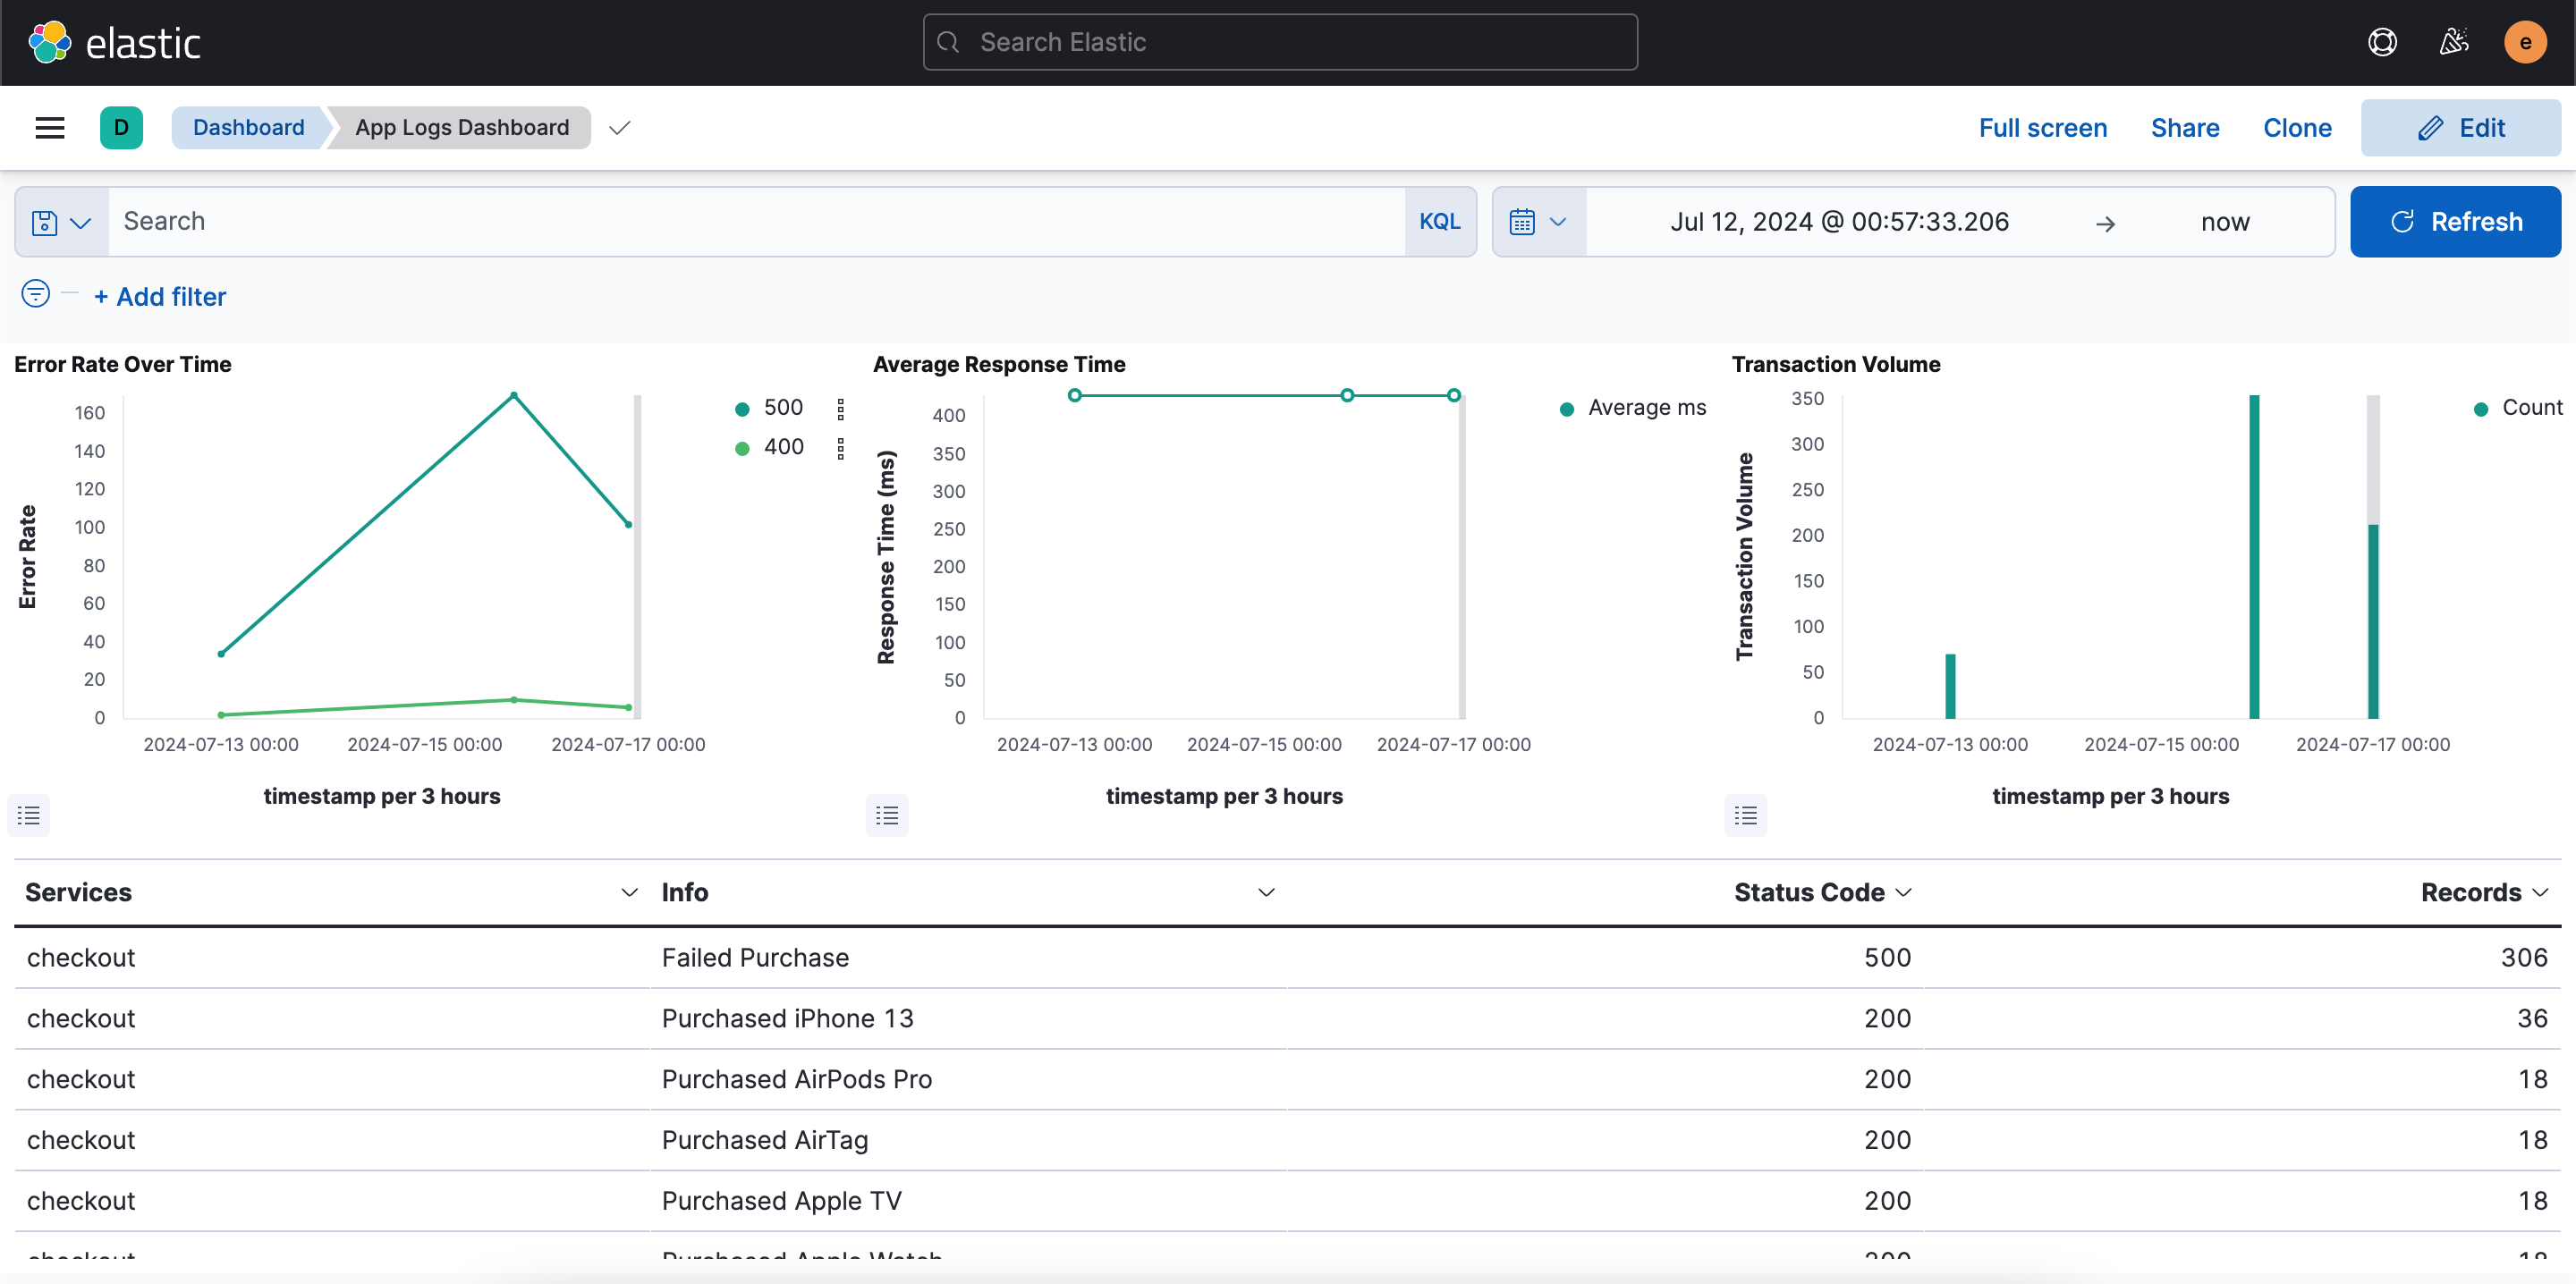 elastic
Search Elastic
e
D
Dashboard
App Logs Dashboard
Full screen
Share
Clone
Edit
Search
KQL
Jul 12, 2024 @ 00:57:33.206
→
now
Refresh
+ Add filter
Error Rate Over Time
160
140
120
100
80
60
40
20
0
Error Rate
500
400
2024-07-13 00:00
2024-07-15 00:00
2024-07-17 00:00
timestamp per 3 hours
Average Response Time
400
350
300
250
200
150
100
50
0
Response Time (ms)
Average ms
2024-07-13 00:00
2024-07-15 00:00
2024-07-17 00:00
timestamp per 3 hours
Transaction Volume
350
300
250
200
150
100
50
0
Transaction Volume
Count
2024-07-13 00:00
2024-07-15 00:00
2024-07-17 00:00
timestamp per 3 hours
Services Info Status Code Records
checkout Failed Purchase 500 306
checkout Purchased iPhone 13 200 36
checkout Purchased AirPods Pro 200 18
checkout Purchased AirTag 200 18
checkout Purchased Apple TV 200 18
checkout Purchased Apple Watch 200 18